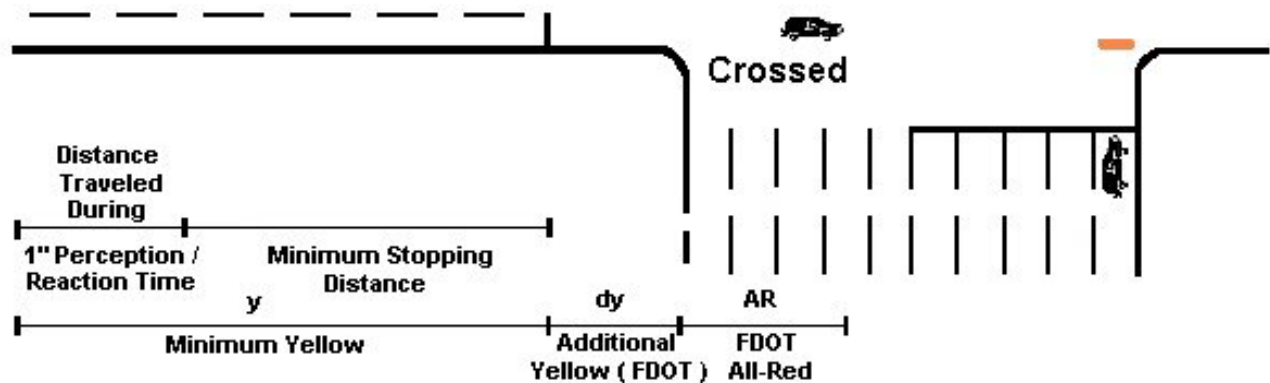 Crossed
Distance
Traveled
During
1" Perception /
Reaction Time
Minimum Stopping
Distance
y
dy
AR
Minimum Yellow
Additional
Yellow ( FDOT )
FDOT
All-Red